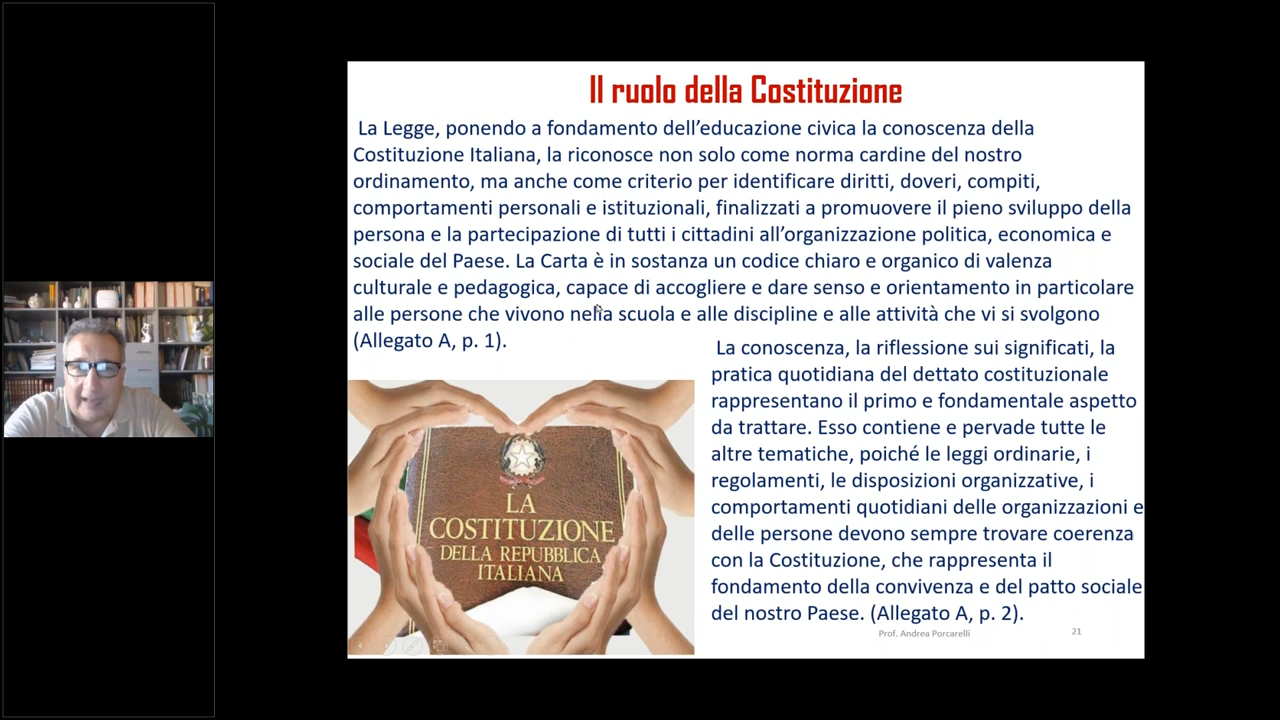 Il ruolo della Costituzione
La Legge, ponendo a fondamento dell’educazione civica la conoscenza della
Costituzione Italiana, la riconosce non solo come norma cardine del nostro
ordinamento, ma anche come criterio per identificare diritti, doveri, compiti,
comportamenti personali e istituzionali, finalizzati a promuovere il pieno sviluppo della
persona e la partecipazione di tutti i cittadini all’organizzazione politica, economica e
sociale del Paese. La Carta è in sostanza un codice chiaro e organico di valenza
culturale e pedagogica, capace di accogliere e dare senso e orientamento in particolare
alle persone che vivono nella scuola e alle discipline e alle attività che vi si svolgono
(Allegato A, p. 1).
La conoscenza, la riflessione sui significati, la
pratica quotidiana del dettato costituzionale
rappresentano il primo e fondamentale aspetto
da trattare. Esso contiene e pervade tutte le
altre tematiche, poiché le leggi ordinarie, i
regolamenti, le disposizioni organizzative, i
comportamenti quotidiani delle organizzazioni e
delle persone devono sempre trovare coerenza
con la Costituzione, che rappresenta il
fondamento della convivenza e del patto sociale
del nostro Paese. (Allegato A, p. 2).
LA
COSTITUZIONE
DELLA REPUBBLICA
ITALIANA
Prof. Andrea Porcarelli
21